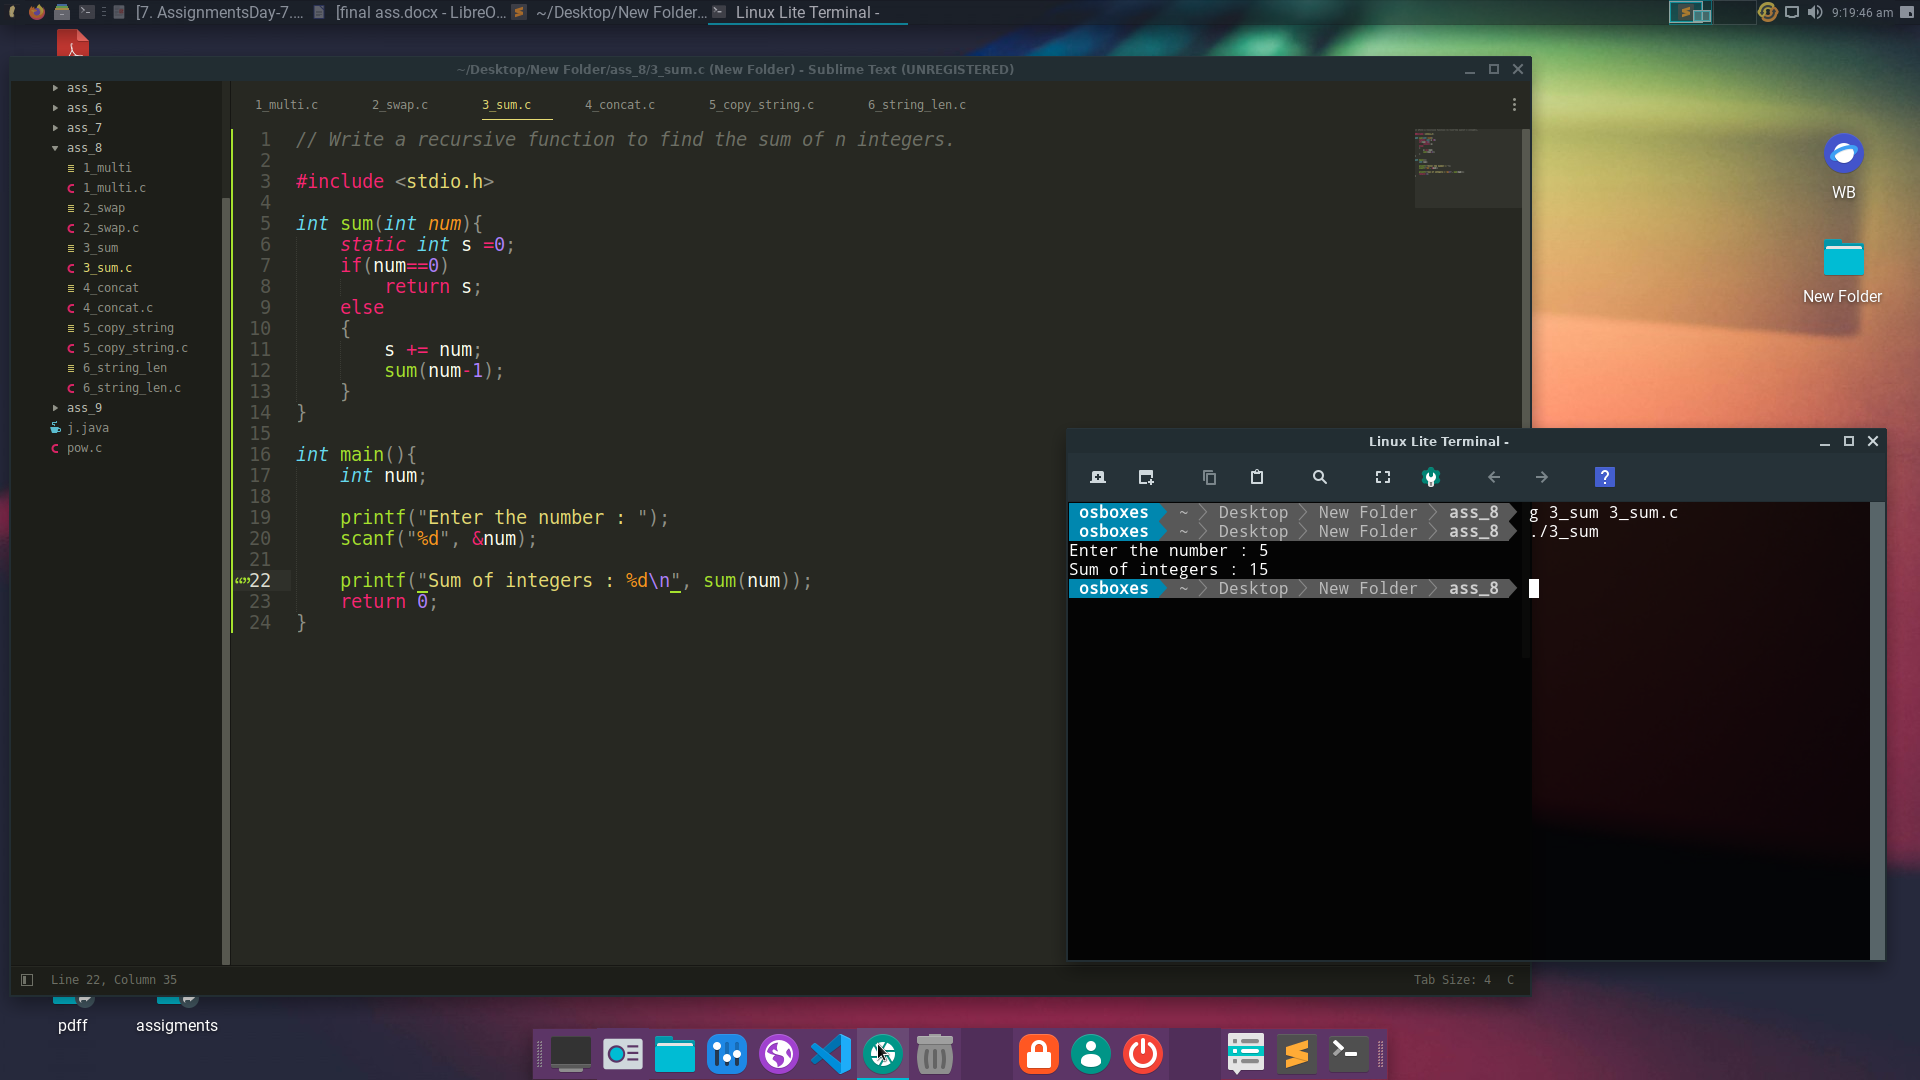 [7. AssignmentsDay-7....
[final ass.docx - LibreO...
~/Desktop/New Folder...
Linux Lite Terminal -
9:19:46 am
~/Desktop/New Folder/ass_8/3_sum.c (New Folder) - Sublime Text (UNREGISTERED)
ass_5
ass_6
ass_7
ass_8
1_multi
1_multi.c
2_swap
2_swap.c
3_sum
3_sum.c
4_concat
4_concat.c
5_copy_string
5_copy_string.c
6_string_len
6_string_len.c
ass_9
j.java
pow.c
1_multi.c
2_swap.c
3_sum.c
4_concat.c
5_copy_string.c
6_string_len.c
1 // Write a recursive function to find the sum of n integers.
2
3 #include <stdio.h>
4
5 int sum(int num){
6     static int s =0;
7     if(num==0)
8         return s;
9     else
10     {
11         s += num;
12         sum(num-1);
13     }
14 }
15
16 int main(){
17     int num;
18
19     printf("Enter the number : ");
20     scanf("%d", &num);
21
22     printf("Sum of integers : %d\n", sum(num));
23     return 0;
24 }
Line 22, Column 35
Tab Size: 4
C
Linux Lite Terminal -
osboxes ~ Desktop New Folder ass_8 g 3_sum 3_sum.c
osboxes ~ Desktop New Folder ass_8 ./3_sum
Enter the number : 5
Sum of integers : 15
osboxes ~ Desktop New Folder ass_8
WB
New Folder
pdff
assigments